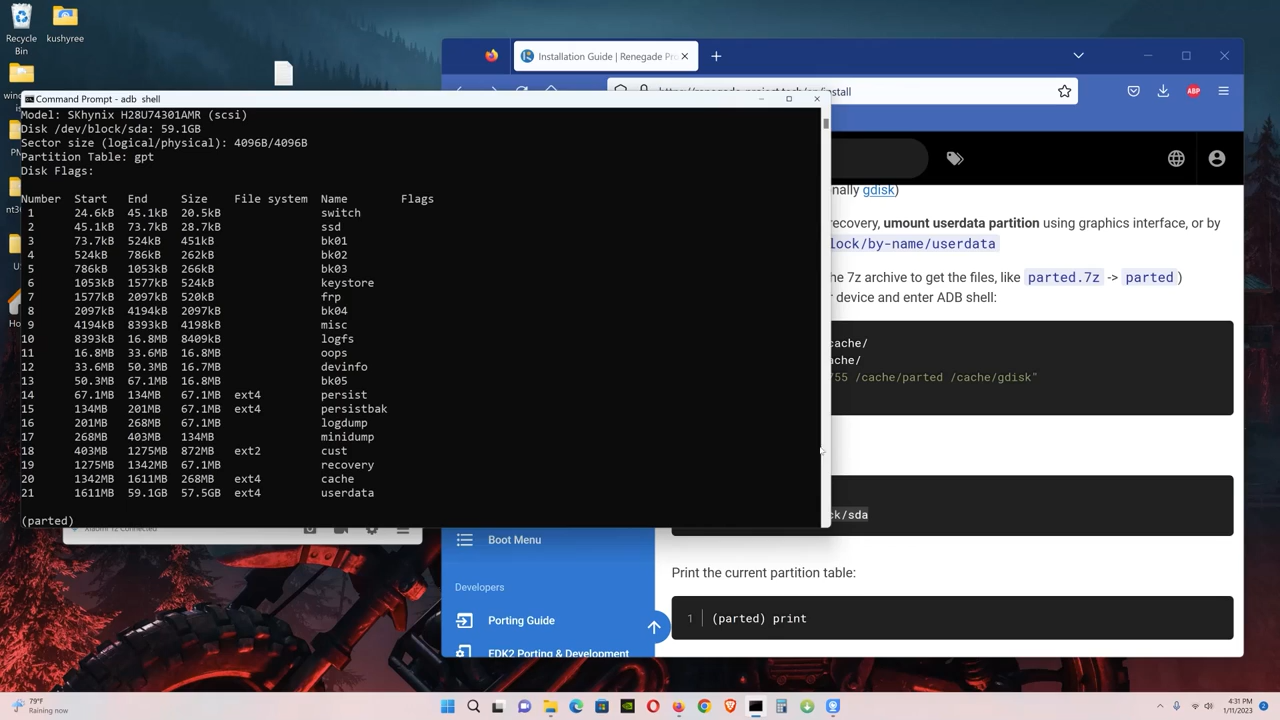 Recycle
Bin
kushyree
Installation Guide | Renegade Pr
Command Prompt - adb shell
Model: SKhynix H28U74301AMR (scsi)
Disk /dev/block/sda: 59.1GB
Sector size (logical/physical): 4096B/4096B
Partition Table: gpt
Disk Flags:
Number Start End Size File system Name Flags
1 24.6kB 45.1kB 20.5kB switch
2 45.1kB 73.7kB 28.7kB ssd
3 73.7kB 524kB 451kB bk01
4 524kB 786kB 262kB bk02
5 786kB 1053kB 266kB bk03
6 1053kB 1577kB 524kB keystore
7 1577kB 2097kB 520kB frp
8 2097kB 4194kB 2097kB bk04
9 4194kB 8393kB 4198kB misc
10 8393kB 16.8MB 8409kB logfs
11 16.8MB 33.6MB 16.8MB oops
12 33.6MB 50.3MB 16.7MB devinfo
13 50.3MB 67.1MB 16.8MB bk05
14 67.1MB 134MB 67.1MB ext4 persist
15 134MB 201MB 67.1MB ext4 persistbak
16 201MB 268MB 67.1MB logdump
17 268MB 403MB 134MB minidump
18 403MB 1275MB 872MB ext2 cust
19 1275MB 1342MB 67.1MB recovery
20 1342MB 1611MB 268MB ext4 cache
21 1611MB 59.1GB 57.5GB ext4 userdata
(parted)
ABP
nally gdisk)
recovery, umount userdata partition using graphics interface, or by
lock/by-name/userdata
he 7z archive to get the files, like parted.7z -> parted )
r device and enter ADB shell:
cache/
ache/
55 /cache/parted /cache/gdisk"
ck/sda
Print the current partition table:
1 (parted) print
Boot Menu
Developers
Porting Guide
EDK2 Porting & Development
79°F
Raining now
4:31 PM
1/11/2023